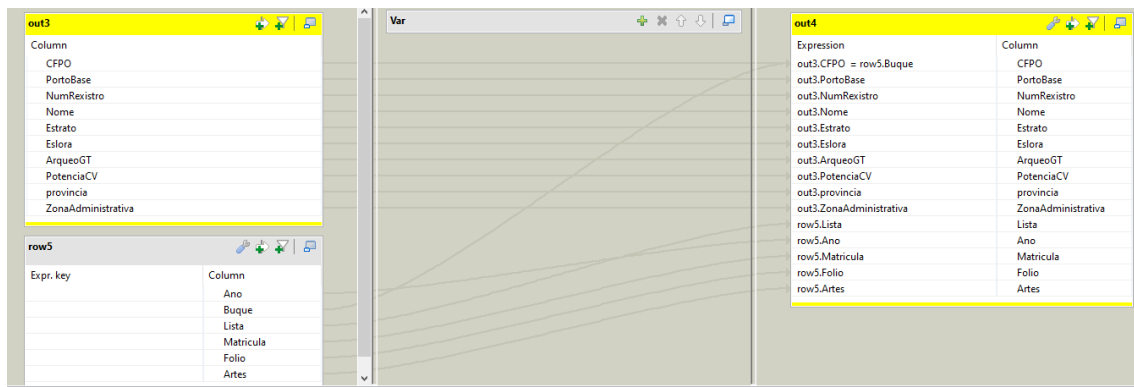 out3
Column
CFPO
PortoBase
NumRexistro
Nome
Estrato
Eslora
ArqueoGT
PotenciaCV
provincia
ZonaAdministrativa
row5
Expr. key Column
Ano
Buque
Lista
Matricula
Folio
Artes
Var
out4
Expression Column
out3.CFPO = row5.Buque CFPO
out3.PortoBase PortoBase
out3.NumRexistro NumRexistro
out3.Nome Nome
out3.Estrato Estrato
out3.Eslora Eslora
out3.ArqueoGT ArqueoGT
out3.PotenciaCV PotenciaCV
out3.provincia provincia
out3.ZonaAdministrativa ZonaAdministrativa
row5.Lista Lista
row5.Ano Ano
row5.Matricula Matricula
row5.Folio Folio
row5.Artes Artes